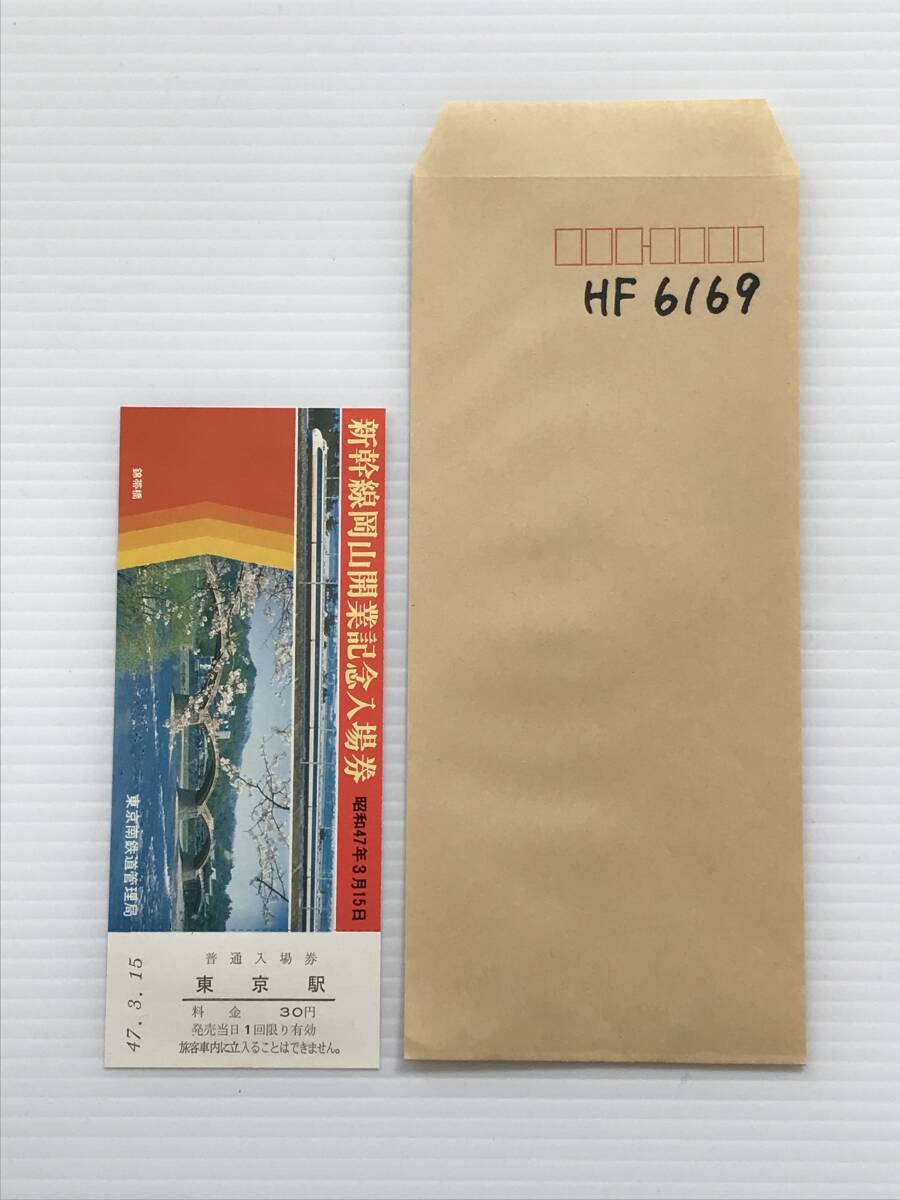 新幹線岡山開業記念入場券 昭和47年3月15日
錦帯橋
東京南鉄道管理局
普通入場券
東京駅
料金 30円
発売当日1回限り有効
旅客車内に立入ることはできません。
47. 3. 15
HF 6169